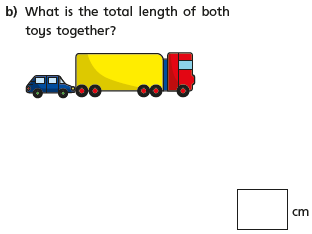 b) What is the total length of both
toys together?
cm